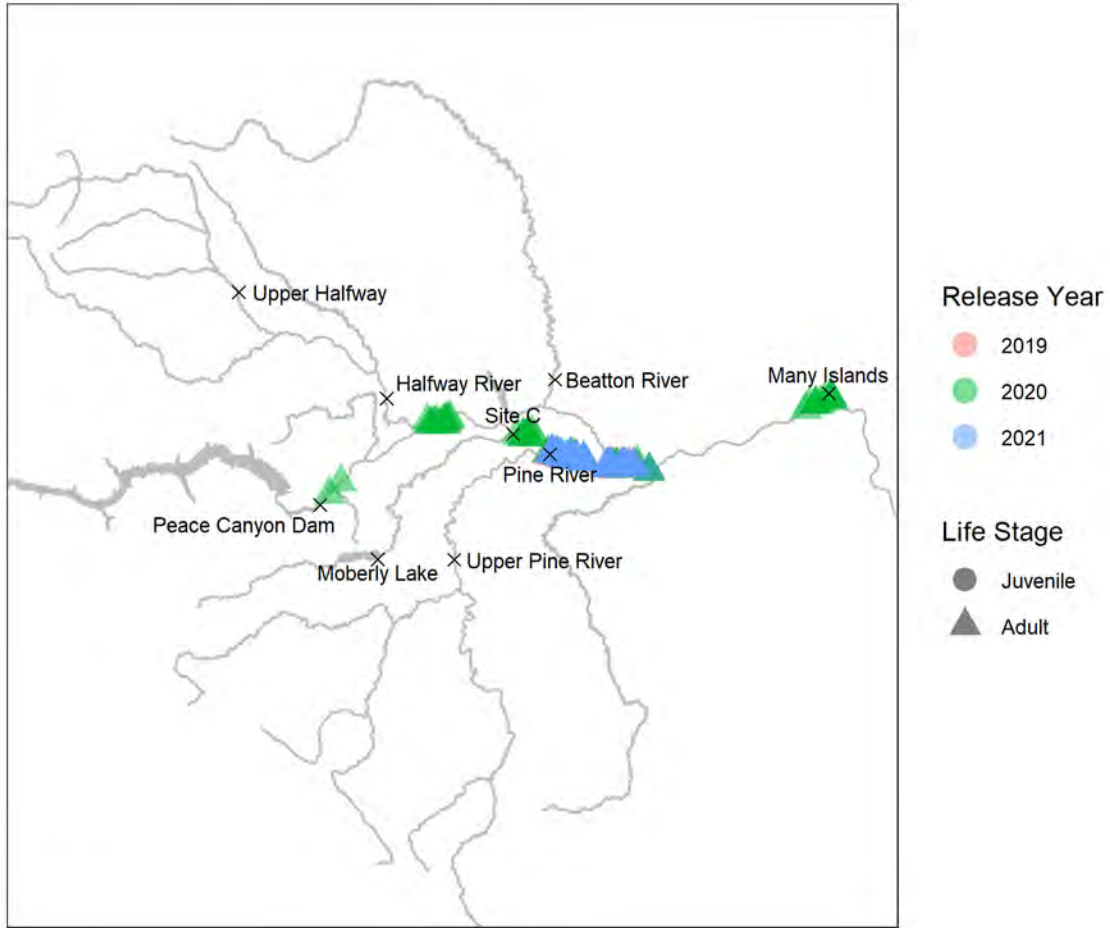 Upper Halfway
Halfway River
Beatton River
Many Islands
Site C
Pine River
Peace Canyon Dam
Moberly Lake
Upper Pine River
Release Year
2019
2020
2021
Life Stage
Juvenile
Adult